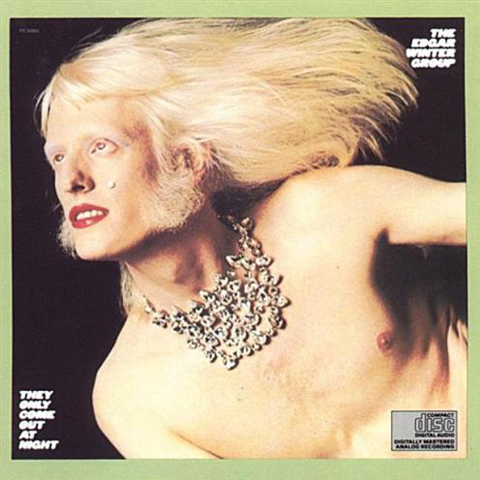 THE
EDGAR
WINTER
GROUP
THEY
ONLY
COME
OUT
AT
NIGHT
COMPACT
disc
DIGITAL AUDIO
DIGITALLY MASTERED
ANALOG RECORDING